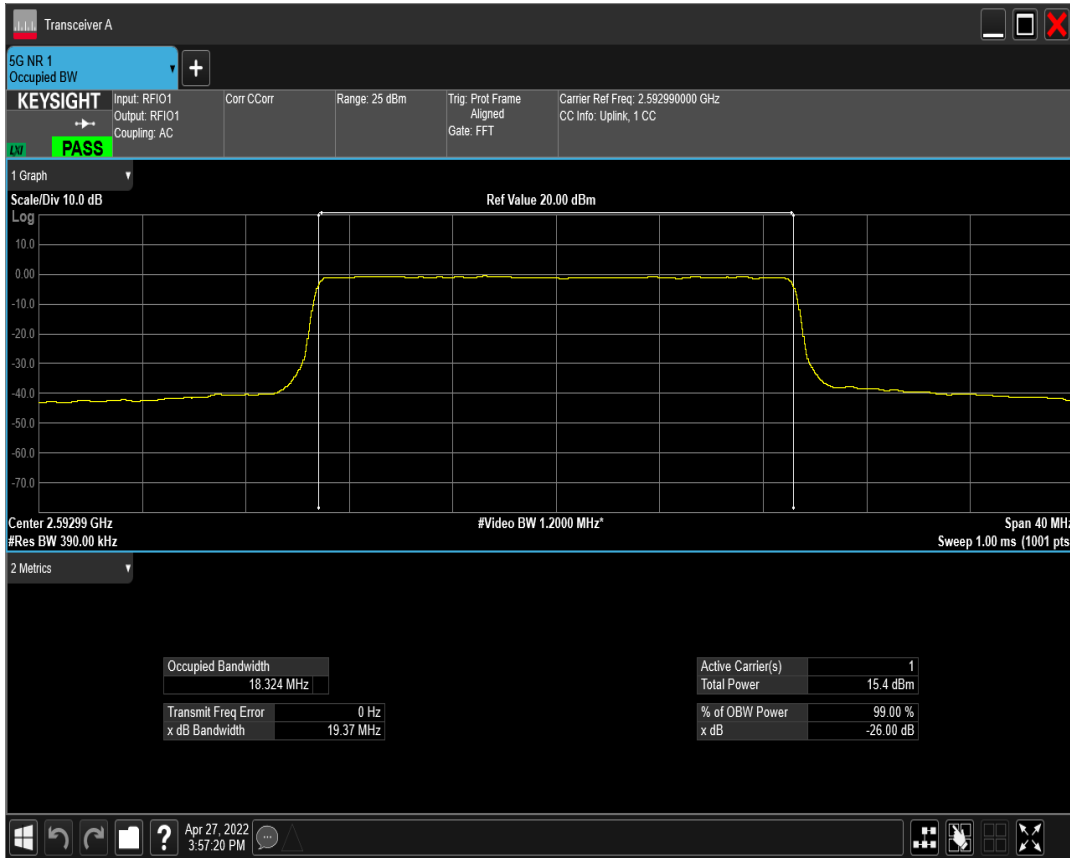 Transceiver A
5G NR 1
Occupied BW
KEYSIGHT
Input: RFIO1
Output: RFIO1
Coupling: AC
Corr CCorr
Range: 25 dBm
Trig: Prot Frame
Aligned
Gate: FFT
Carrier Ref Freq: 2.592990000 GHz
CC Info: Uplink, 1 CC
LXI
PASS
1 Graph
Scale/Div 10.0 dB
Ref Value 20.00 dBm
Log
10.0
0.00
-10.0
-20.0
-30.0
-40.0
-50.0
-60.0
-70.0
Center 2.59299 GHz
#Video BW 1.2000 MHz*
Span 40 MHz
#Res BW 390.00 kHz
Sweep 1.00 ms (1001 pts
2 Metrics
Occupied Bandwidth
18.324 MHz
Transmit Freq Error 0 Hz
x dB Bandwidth 19.37 MHz
Active Carrier(s) 1
Total Power 15.4 dBm
% of OBW Power 99.00 %
x dB -26.00 dB
?
Apr 27, 2022
3:57:20 PM